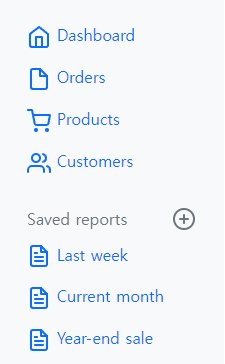 Dashboard
Orders
Products
Customers
Saved reports
Last week
Current month
Year-end sale